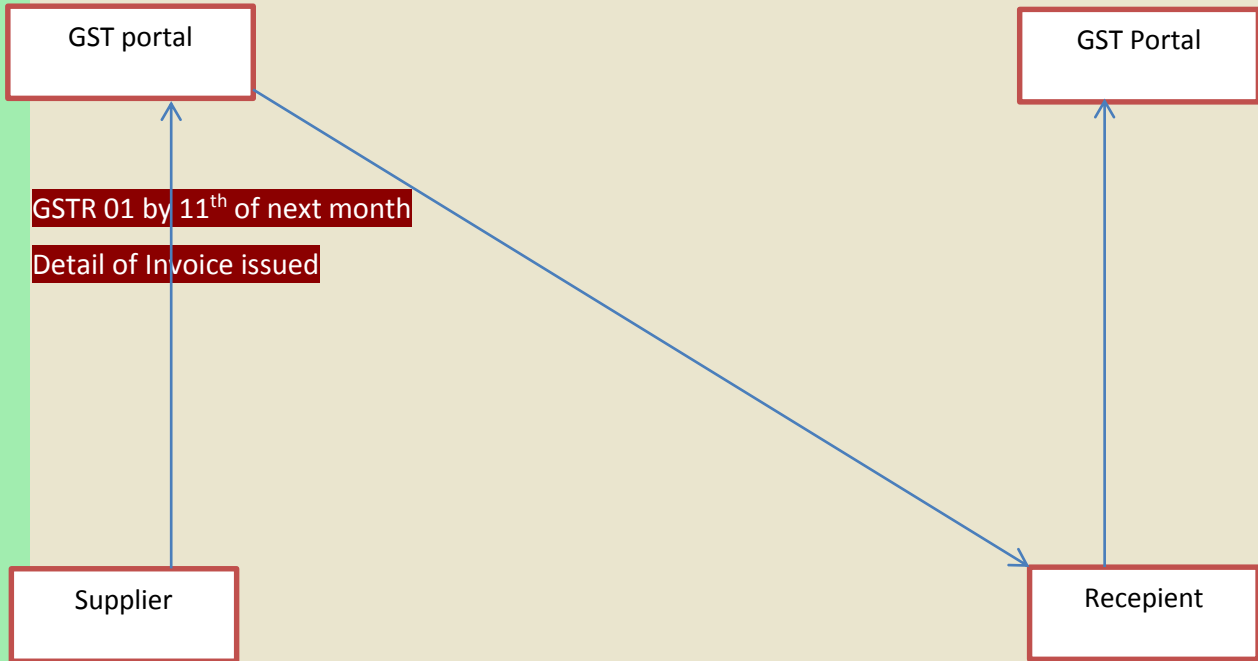 GST portal
GST Portal
GSTR 01 by 11th of next month
Detail of Invoice issued
Supplier
Recepient